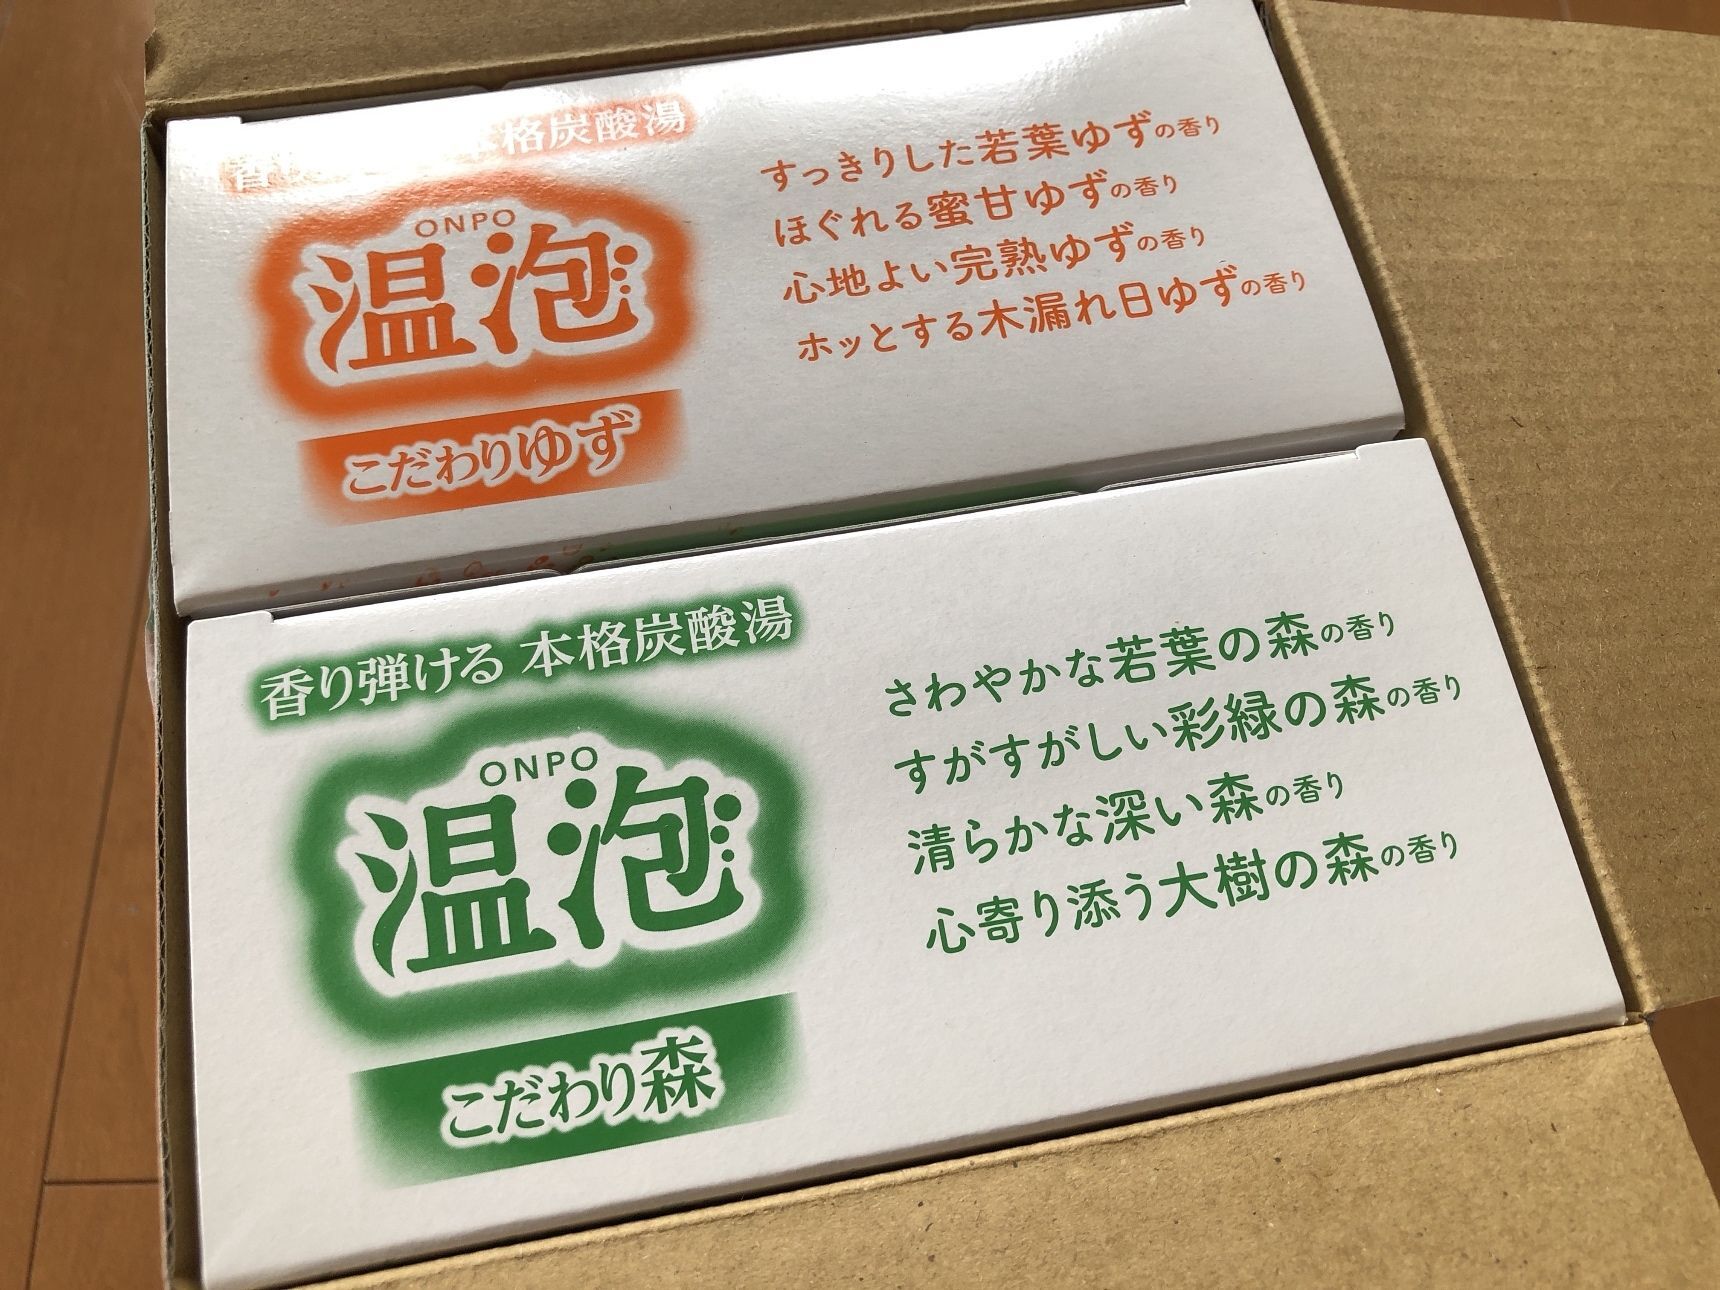 本格炭酸湯
ONPO
温泡
こだわりゆず
すっきりした若葉ゆずの香り
ほぐれる蜜甘ゆずの香り
心地よい完熟ゆずの香り
ホッとする木漏れ日ゆずの香り
香り弾ける 本格炭酸湯
ONPO
温泡
こだわり森
さわやかな若葉の森の香り
すがすがしい彩緑の森の香り
清らかな深い森の香り
心寄り添う大樹の森の香り